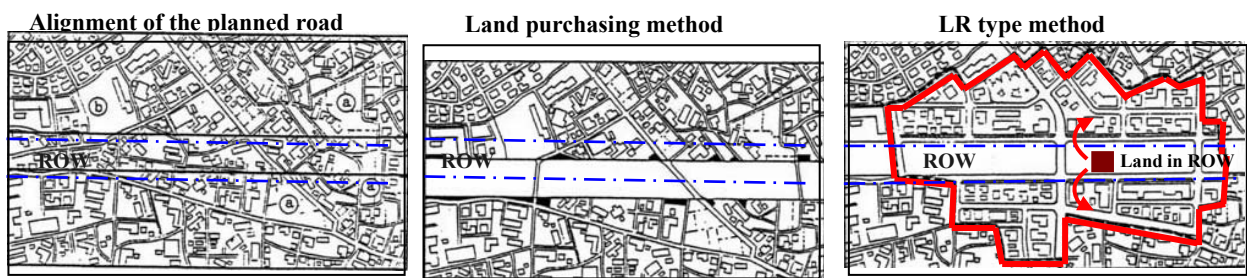 Alignment of the planned road
Land purchasing method
LR type method
b
a
ROW
a
ROW
ROW
Land in ROW